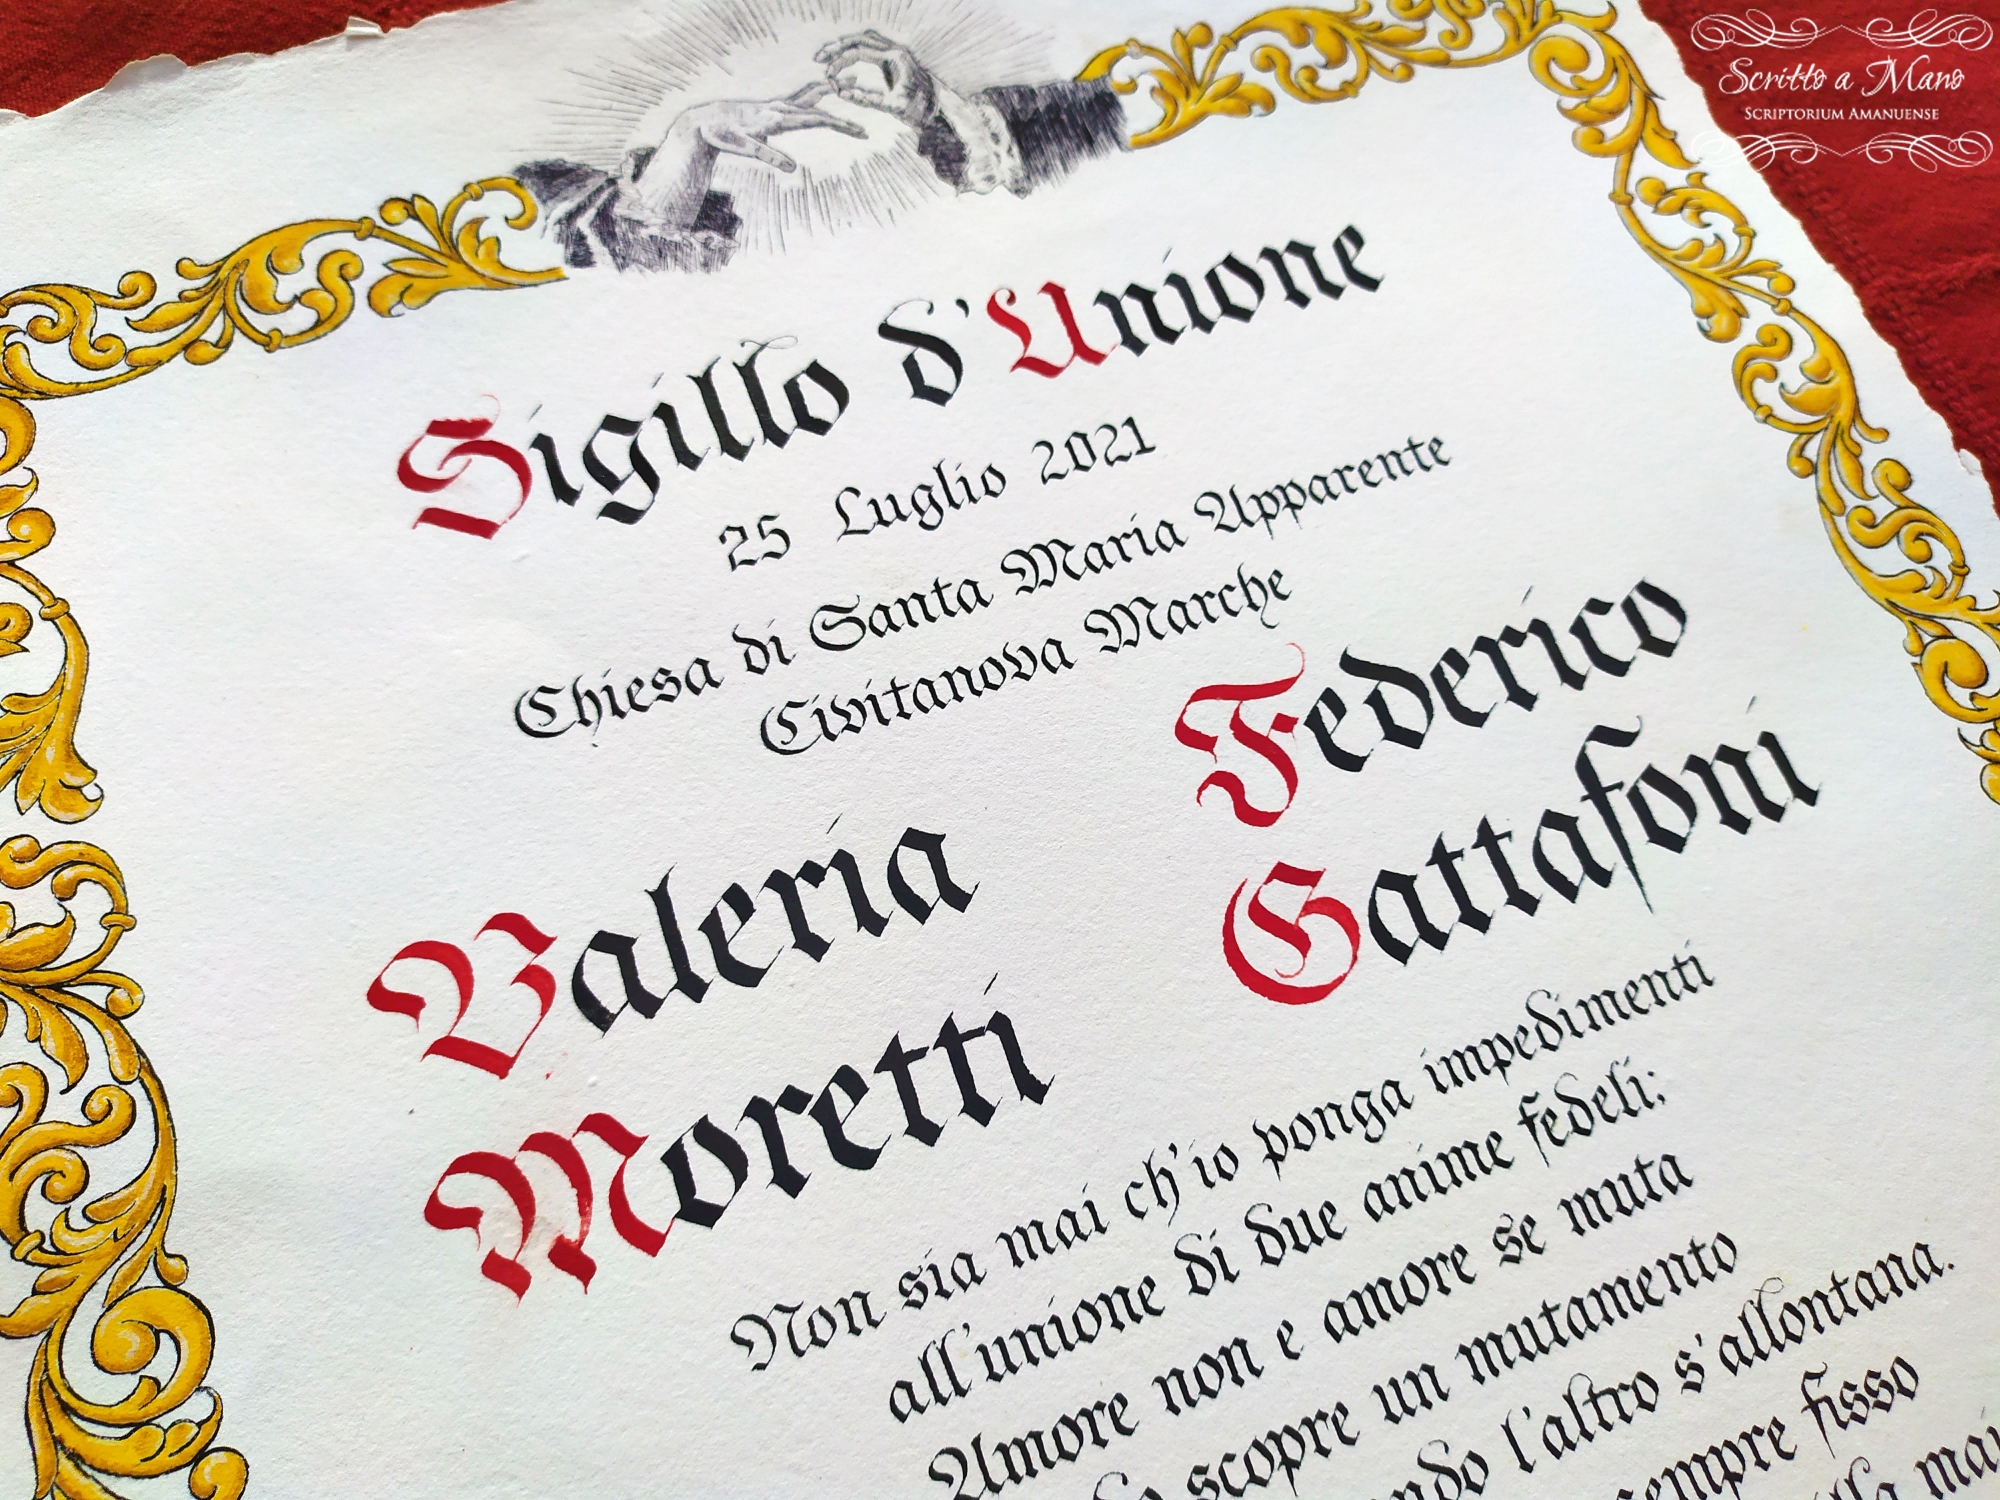 Scritto a Mano
Scriptorium Amanuense
Sigillo d'Unione
25 Luglio 2021
Chiesa di Santa Maria Apparente
Civitanova Marche
Valeria
Moretti
Federico
Gattafoni
Non sia mai ch'io ponga impedimenti
all'unione di due anime fedeli;
Amore non e amore se muta
scopre un mutamento
l'altro s'allontana.
sempre fisso